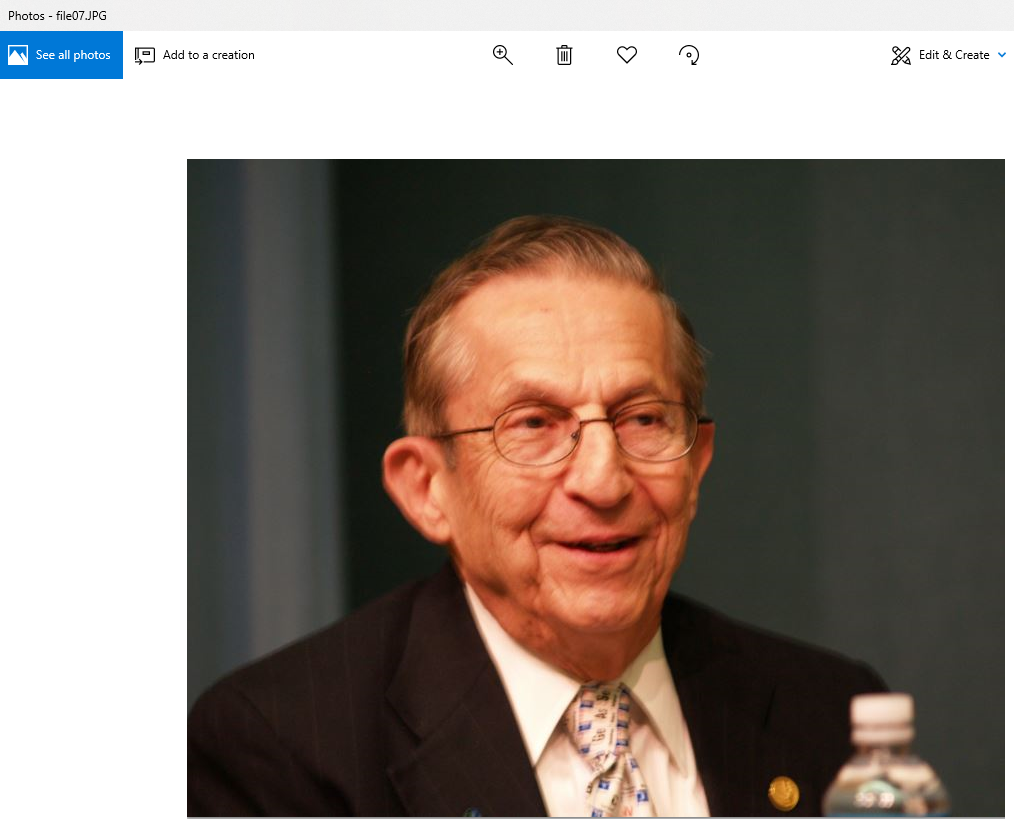 Photos - file07.JPG
See all photos
Add to a creation
Edit & Create